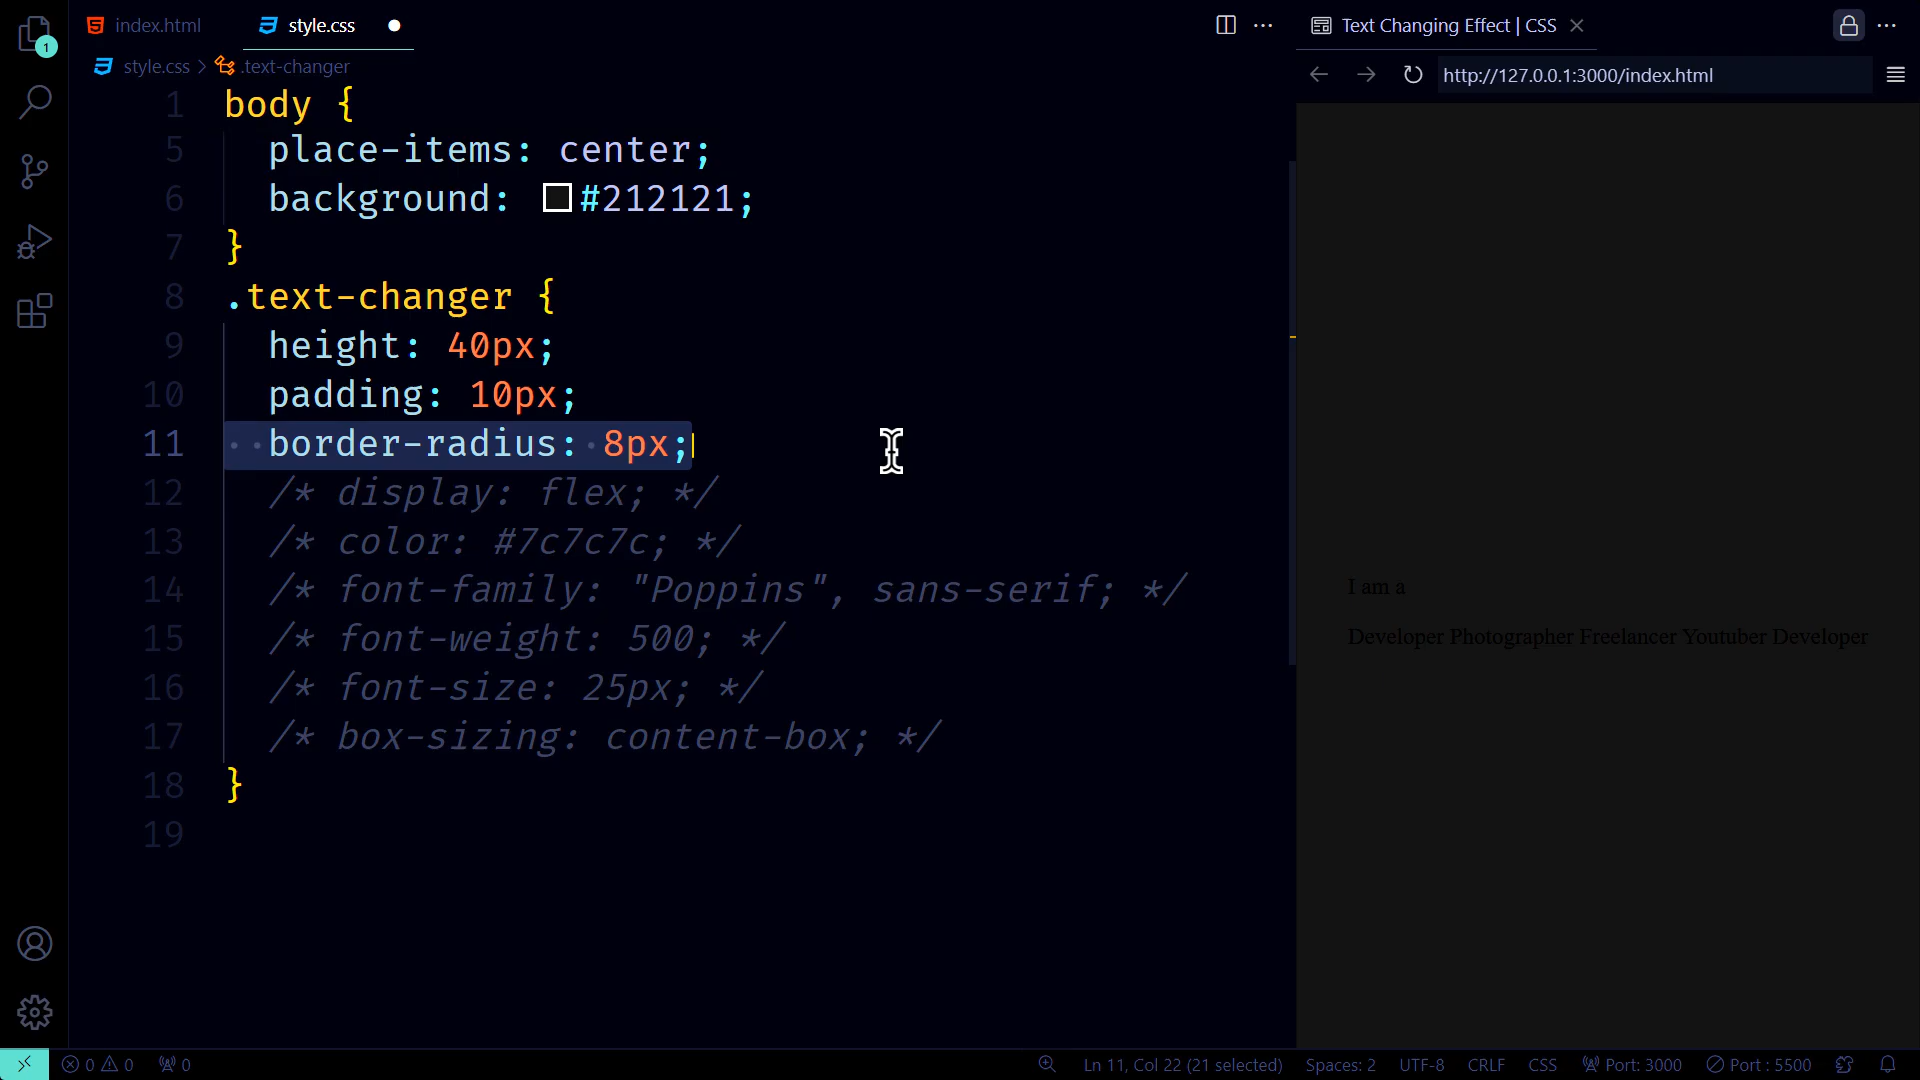 index.html
style.css
Text Changing Effect | CSS
style.css > .text-changer
http://127.0.0.1:3000/index.html
1
1 body {
5 place-items: center;
6 background: #212121;
7 }
8 .text-changer {
9 height: 40px;
10 padding: 10px;
11 border-radius: 8px;
12 /* display: flex; */
13 /* color: #7c7c7c; */
14 /* font-family: "Poppins", sans-serif; */
15 /* font-weight: 500; */
16 /* font-size: 25px; */
17 /* box-sizing: content-box; */
18 }
19
I am a
Developer Photographer Freelancer Youtuber Developer
0 0 0 Ln 11, Col 22 (21 selected) Spaces: 2 UTF-8 CRLF CSS Port: 3000 Port : 5500